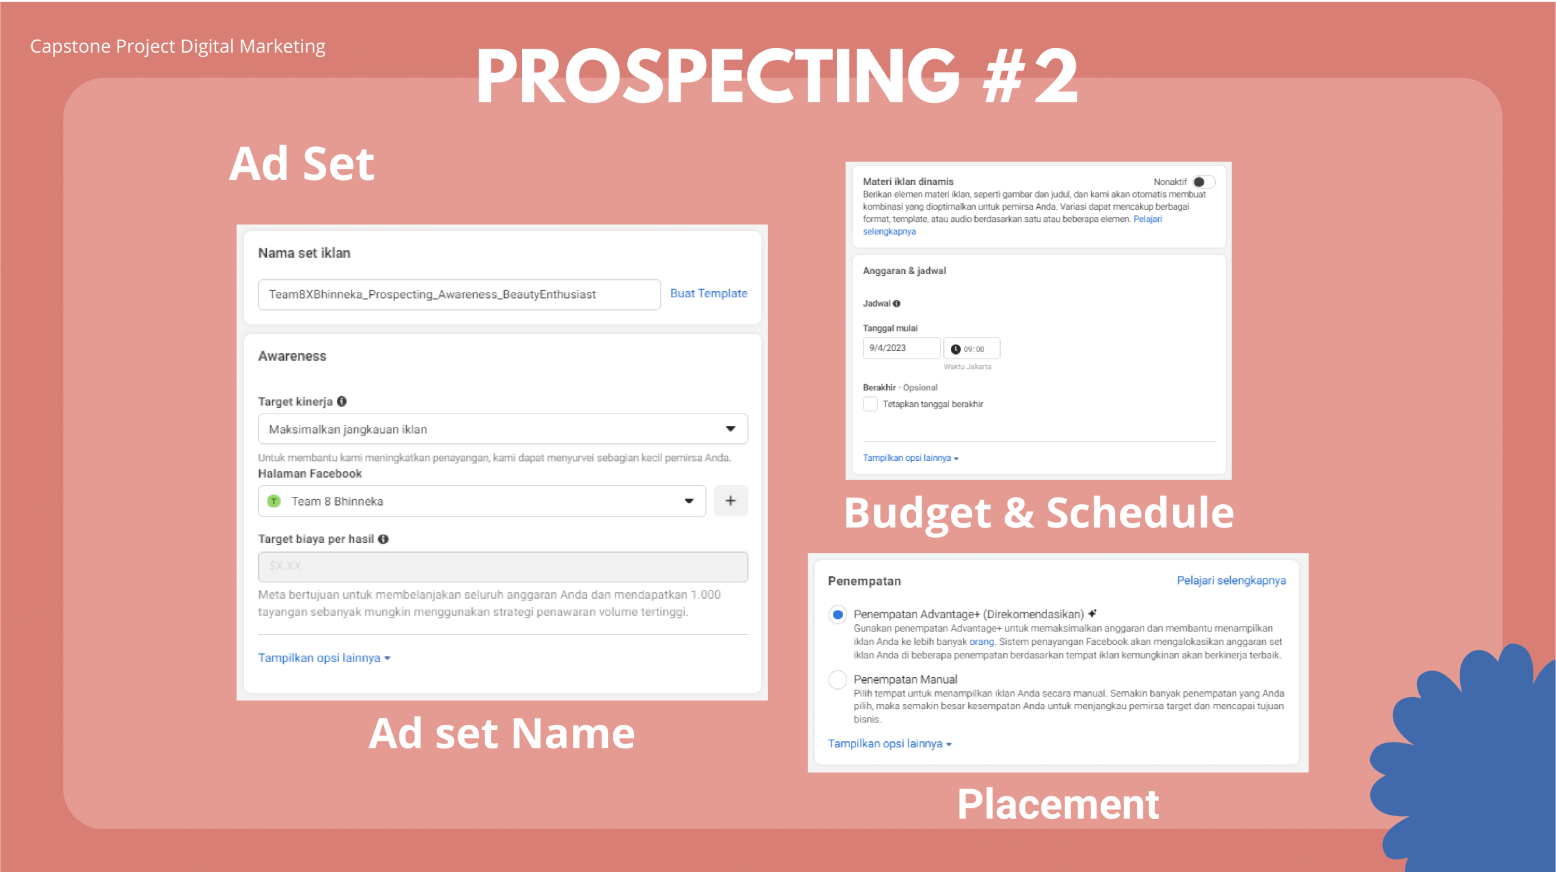 Capstone Project Digital Marketing
PROSPECTING #2
Ad Set
Nama set iklan
Team8XBhinneka_Prospecting_Awareness_BeautyEnthusiast
Buat Template
Awareness
Target kinerja
Maksimalkan jangkauan iklan
Untuk membantu kami meningkatkan penayangan, kami dapat menyurvei sebagian kecil pemirsa Anda.
Halaman Facebook
T Team 8 Bhinneka
+
Target biaya per hasil
$X.XX
Meta bertujuan untuk membelanjakan seluruh anggaran Anda dan mendapatkan 1.000
tayangan sebanyak mungkin menggunakan strategi penawaran volume tertinggi.
Tampilkan opsi lainnya
Ad set Name
Materi iklan dinamis
Nonaktif
Berikan elemen materi iklan, seperti gambar dan judul, dan kami akan otomatis membuat
kombinasi yang dioptimalkan untuk pemirsa Anda. Variasi dapat mencakup berbagai
format, template, atau audio berdasarkan satu atau beberapa elemen. Pelajari
selengkapnya
Anggaran & jadwal
Jadwal
Tanggal mulai
9/4/2023
09:00
Waktu Jakarta
Berakhir - Opsional
Tetapkan tanggal berakhir
Tampilkan opsi lainnya
Budget & Schedule
Penempatan
Pelajari selengkapnya
Penempatan Advantage+ (Direkomendasikan)
Gunakan penempatan Advantage+ untuk memaksimalkan anggaran dan membantu menampilkan
iklan Anda ke lebih banyak orang. Sistem penayangan Facebook akan mengalokasikan anggaran set
iklan Anda di beberapa penempatan berdasarkan tempat iklan kemungkinan akan berkinerja terbaik.
Penempatan Manual
Pilih tempat untuk menampilkan iklan Anda secara manual. Semakin banyak penempatan yang Anda
pilih, maka semakin besar kesempatan Anda untuk menjangkau pemirsa target dan mencapai tujuan
bisnis.
Tampilkan opsi lainnya
Placement